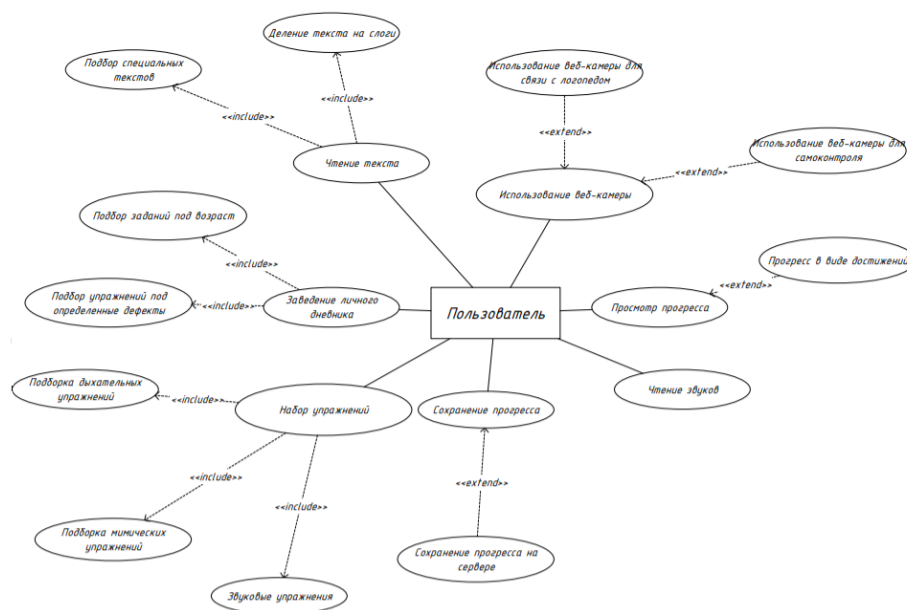 Деление текста на слоги
Подбор специальных
текстов
<<include>>
<<include>>
Чтение текста
Использование веб-камеры для
связи с логопедом
<<extend>>
Использование веб-камеры для
самоконтроля
<<extend>>
Использование веб-камеры
Подбор заданий под возраст
<<include>>
Подбор упражнений под
определенные дефекты
<<include>>
Заведение личного
дневника
Пользователь
Прогресс в виде достижений
<<extend>>
Просмотр прогресса
Чтение звуков
Подборка дыхательных
упражнений
<<include>>
Набор упражнений
Сохранение прогресса
<<include>>
<<include>>
<<extend>>
Подборка мимических
упражнений
Звуковые упражнения
Сохранение прогресса на
сервере